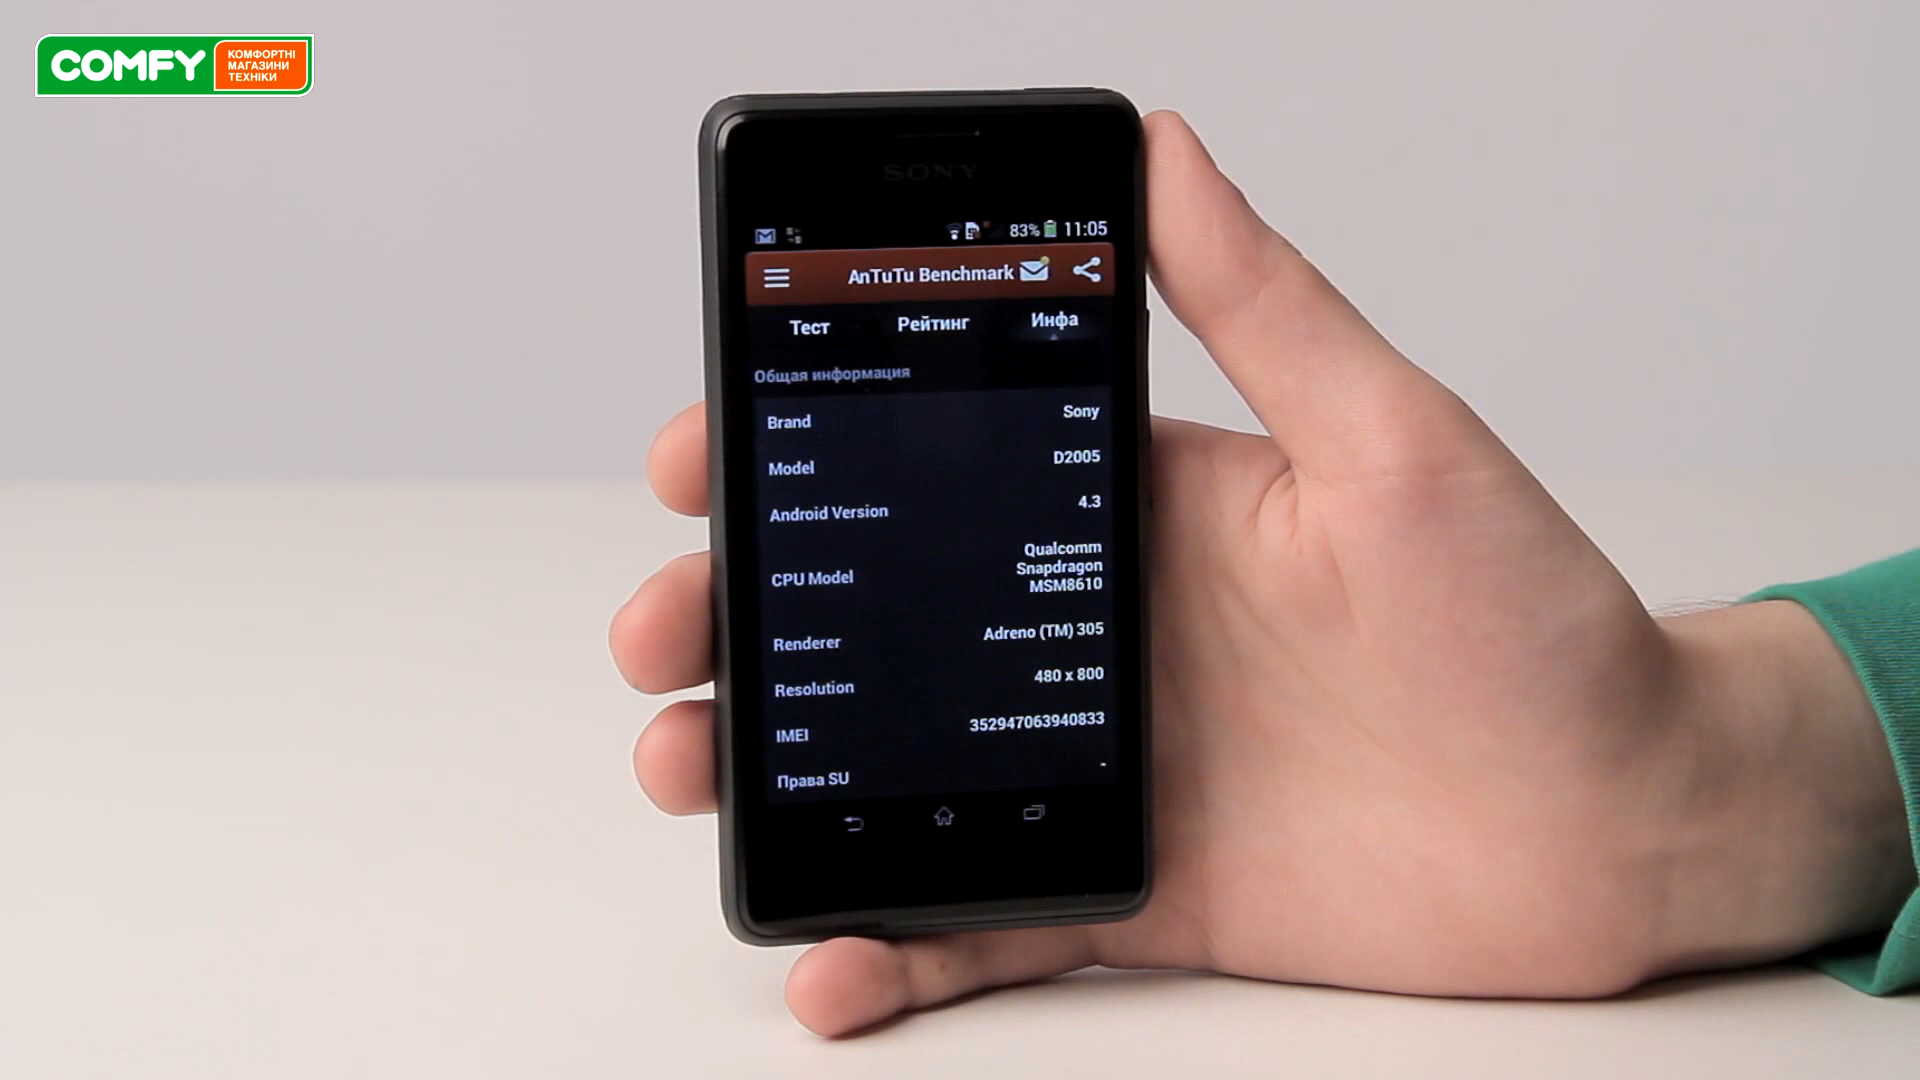 COMFY
КОМФОРТНІ
МАГАЗИНИ
ТЕХНІКИ
SONY
83% 11:05
AnTuTu Benchmark
Тест Рейтинг Инфа
Общая информация
Brand Sony
Model D2005
Android Version 4.3
CPU Model Qualcomm
Snapdragon
MSM8610
Renderer Adreno (TM) 305
Resolution 480 x 800
IMEI 352947063940833
Права SU -